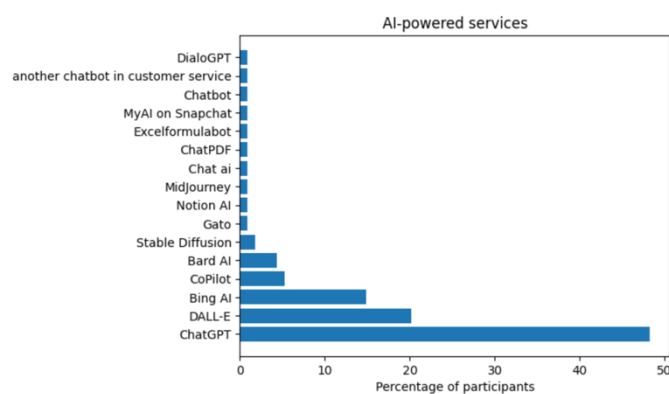 AI-powered services
DialoGPT
another chatbot in customer service
Chatbot
MyAI on Snapchat
Excelformulabot
ChatPDF
Chat ai
MidJourney
Notion AI
Gato
Stable Diffusion
Bard AI
CoPilot
Bing AI
DALL-E
ChatGPT
0 10 20 30 40 50
Percentage of participants